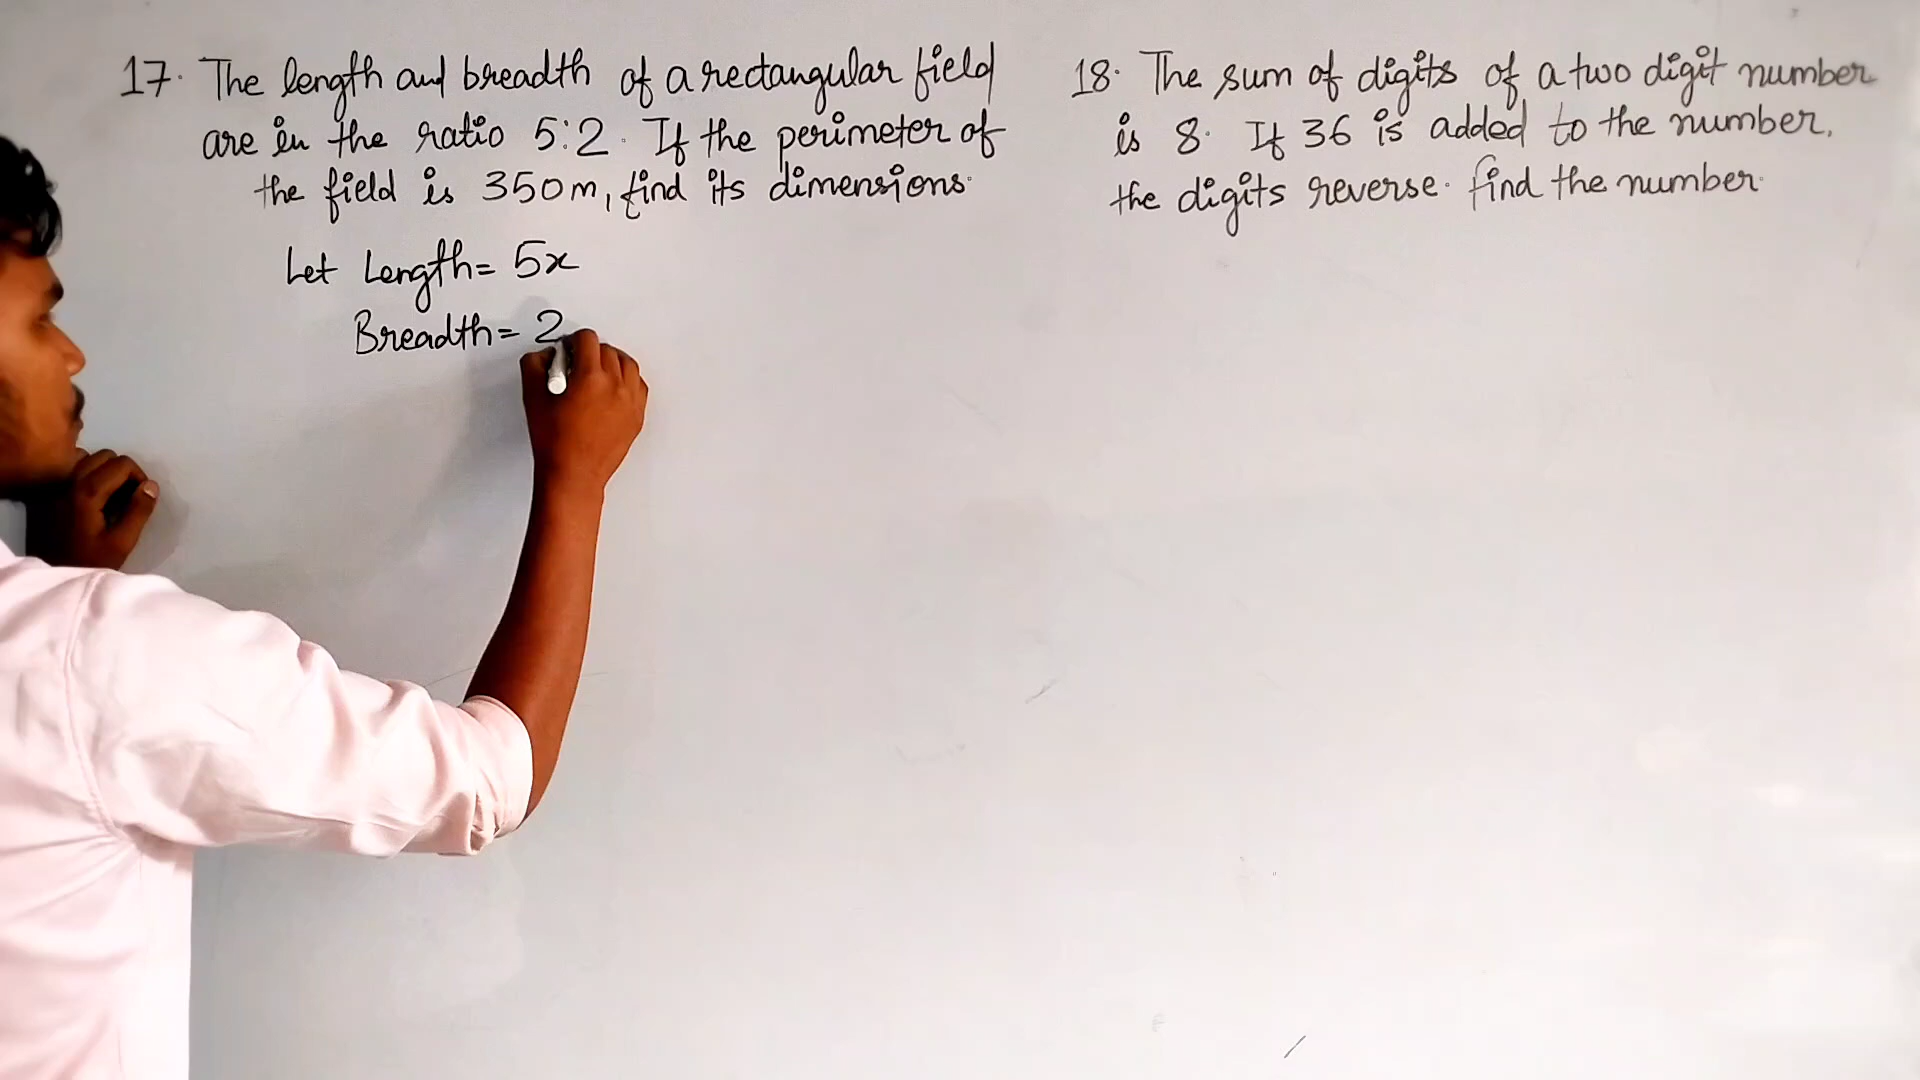 17. The length and breadth of a rectangular field
are in the ratio 5:2. If the perimeter of
the field is 350m, find its dimensions.
Let Length = 5x
Breadth = 2
18. The sum of digits of a two digit number
is 8. If 36 is added to the number,
the digits reverse. find the number.